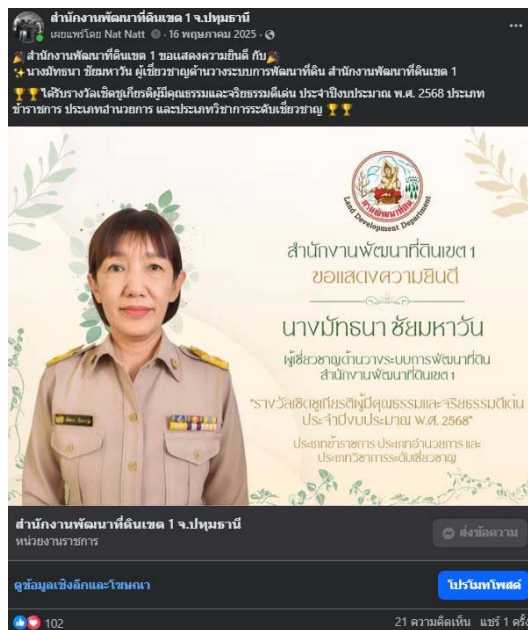 สำนักงานพัฒนาที่ดินเขต 1 จ.ปทุมธานี
เผยแพร่โดย Nat Natt · 16 พฤษภาคม 2025 ·
สำนักงานพัฒนาที่ดินเขต 1 ขอแสดงความยินดี กับ
นางมัทธนา ชัยมหาวัน ผู้เชี่ยวชาญด้านวางระบบการพัฒนาที่ดิน สำนักงานพัฒนาที่ดินเขต 1
ได้รับรางวัลเชิดชูเกียรติผู้มีคุณธรรมและจริยธรรมดีเด่น ประจำปีงบประมาณ พ.ศ. 2568 ประเภท
ข้าราชการ ประเภทอำนวยการ และประเภทวิชาการระดับเชี่ยวชาญ
กรมพัฒนาที่ดิน
Land Development Department
สำนักงานพัฒนาที่ดินเขต 1
ขอแสดงความยินดี
นางมัทธนา ชัยมหาวัน
ผู้เชี่ยวชาญด้านวางระบบการพัฒนาที่ดิน
สำนักงานพัฒนาที่ดินเขต 1
"รางวัลเชิดชูเกียรติผู้มีคุณธรรมและจริยธรรมดีเด่น
ประจำปีงบประมาณ พ.ศ. 2568"
ประเภทข้าราชการ ประเภทอำนวยการ และ
ประเภทวิชาการระดับเชี่ยวชาญ
สำนักงานพัฒนาที่ดินเขต 1 จ.ปทุมธานี
หน่วยงานราชการ
ส่งข้อความ
ดูข้อมูลเชิงลึกและโฆษณา
โปรโมทโพสต์
102
21 ความคิดเห็น แชร์ 1 ครั้ง